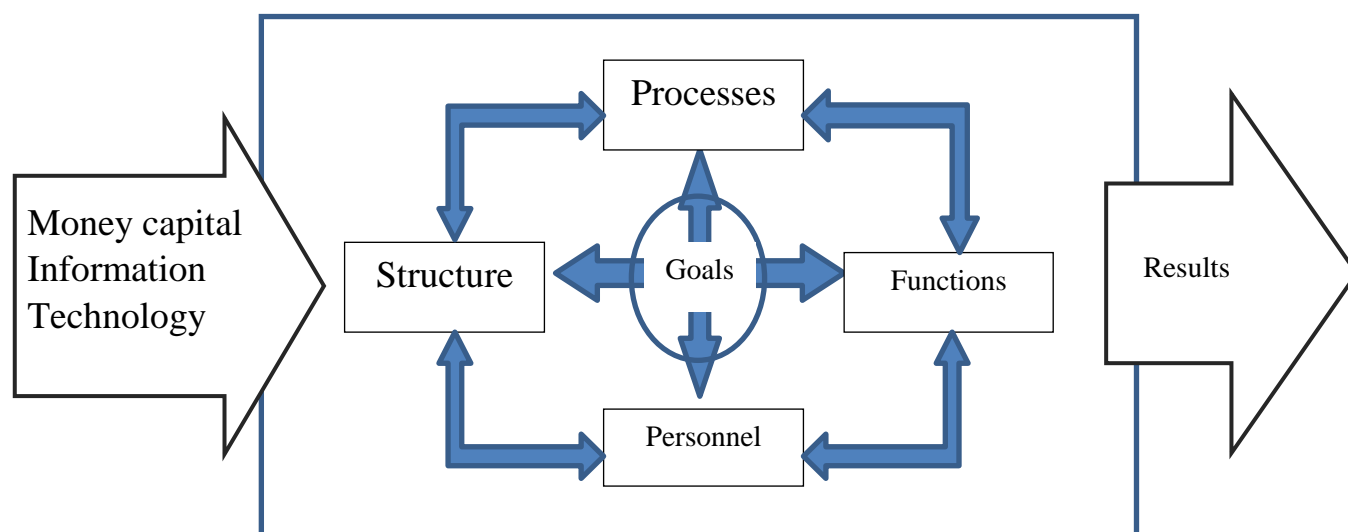 Processes
Money capital
Information
Technology
Structure
Goals
Functions
Results
Personnel